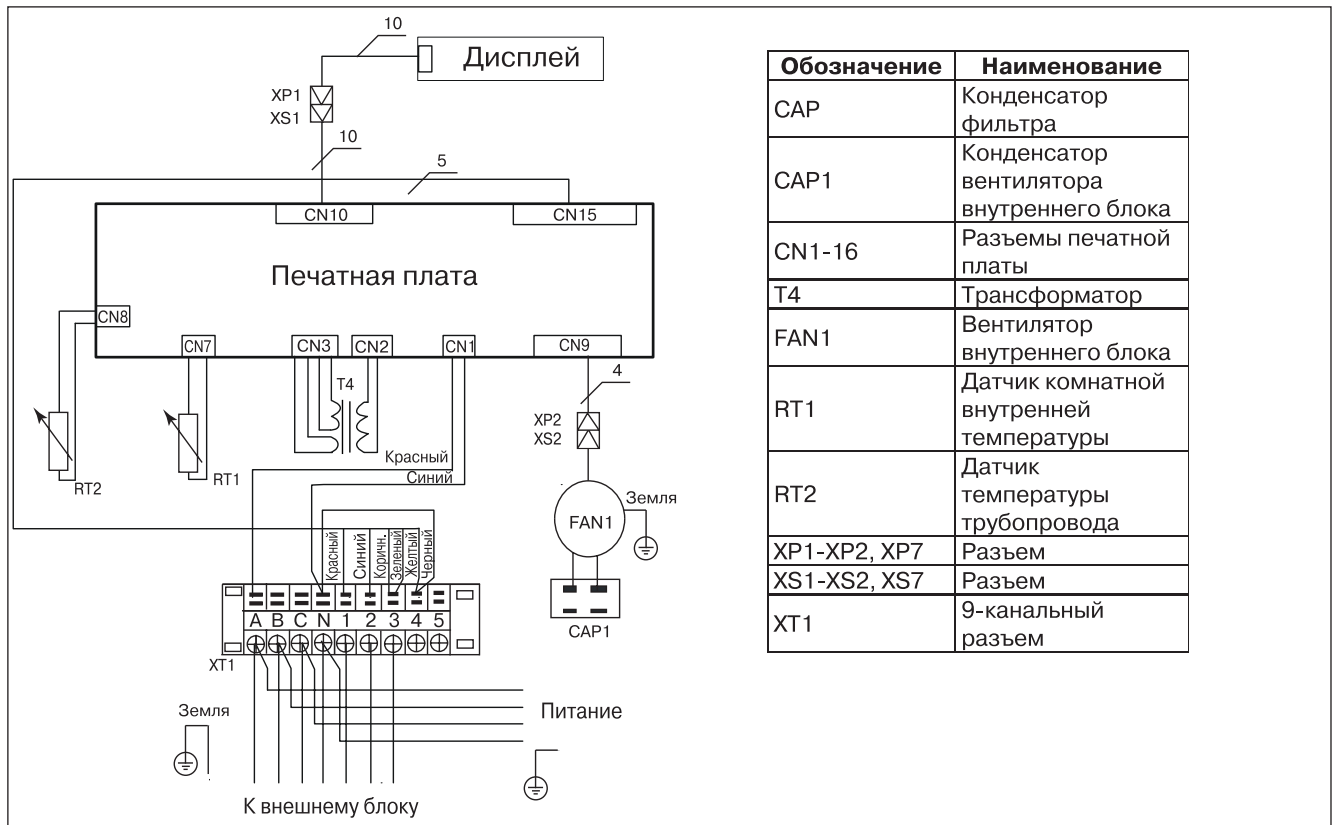 10
Дисплей
XP1
XS1
10
5
CN10
CN15
Печатная плата
CN8
CN7
CN3
CN2
CN1
CN9
T4
4
XP2
XS2
Красный
Синий
RT2
RT1
FAN1
Земля
Красный
Синий
Коричн.
Зеленый
Желтый
Черный
A B C N 1 2 3 4 5
CAP1
XT1
Земля
Питание
К внешнему блоку
Обозначение Наименование
CAP Конденсатор
фильтра
CAP1 Конденсатор
вентилятора
внутреннего блока
CN1-16 Разъемы печатной
платы
T4 Трансформатор
FAN1 Вентилятор
внутреннего блока
RT1 Датчик комнатной
внутренней
температуры
RT2 Датчик
температуры
трубопровода
XP1-XP2, XP7 Разъем
XS1-XS2, XS7 Разъем
XT1 9-канальный
разъем